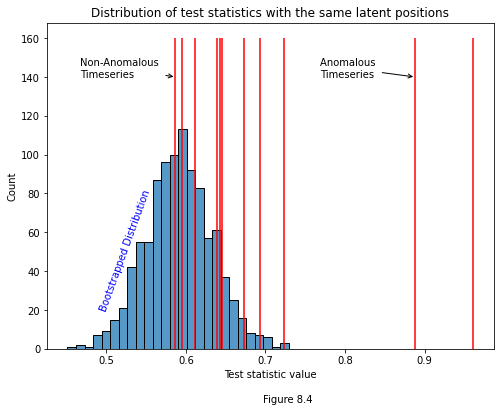 Distribution of test statistics with the same latent positions
160
140
120
100
80
60
40
20
0
Count
Non-Anomalous
Timeseries
Anomalous
Timeseries
Bootstrapped Distribution
0.5 0.6 0.7 0.8 0.9
Test statistic value
Figure 8.4